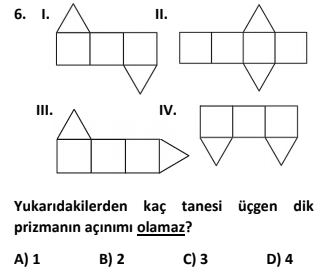 6. I. II.
III. IV.
Yukarıdakilerden kaç tanesi üçgen dik
prizmanın açınımı olamaz?
A) 1 B) 2 C) 3 D) 4